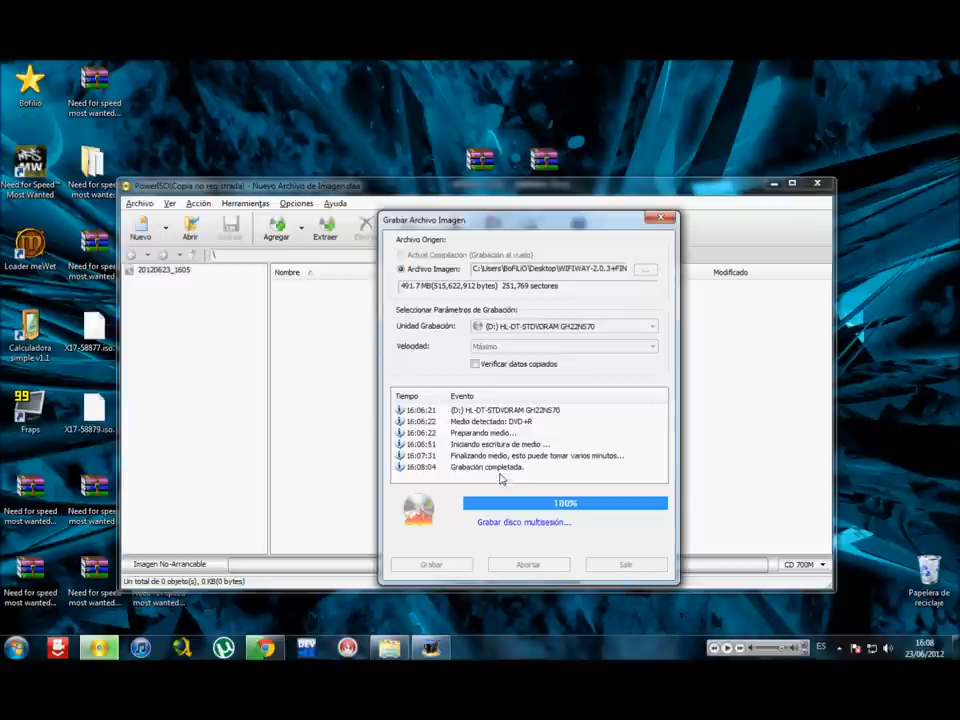 Bofilio
Need for speed most wanted...
Need for Speed™ Most Wanted
Need for spe
Loader meWet
Need for spe
Calculadora simple v1.1
X17-58877.iso.
Fraps
99
X17-58879.iso.
Need for speed most wanted...
Need for spe most wanted...
Need for speed most wanted...
Need for spe most wanted...
most wanted...
PowerISO(Copia no registrada) - Nuevo Archivo de Imagen.daa
Archivo Ver Acción Herramientas Opciones Ayuda
Nuevo Abrir Agregar Extraer
\
20120623_1605
Nombre
Modificado
Imagen No-Arrancable
CD 700M
Un total de 0 objeto(s), 0 KB(0 bytes)
Grabar Archivo Imagen
Archivo Origen:
Actual Compilación (Grabación al vuelo)
Archivo Imagen: C:\Users\BoFiLiO\Desktop\WIFIWAY-2.0.3+FIN ...
491.7 MB(515,622,912 bytes) 251,769 sectores
Seleccionar Parámetros de Grabación:
Unidad Grabación: (D:) HL-DT-STDVDRAM GH22NS70
Velocidad: Máximo
Verificar datos copiados
Tiempo Evento
16:06:21 (D:) HL-DT-STDVDRAM GH22NS70
16:06:22 Medio detectado: DVD+R
16:06:22 Preparando medio...
16:06:51 Iniciando escritura de medio ...
16:07:31 Finalizando medio, esto puede tomar varios minutos...
16:08:04 Grabación completada.
100%
Grabar disco multisesión...
Grabar Abortar Salir
Papelera de reciclaje
DEV
ES
16:08
23/06/2012